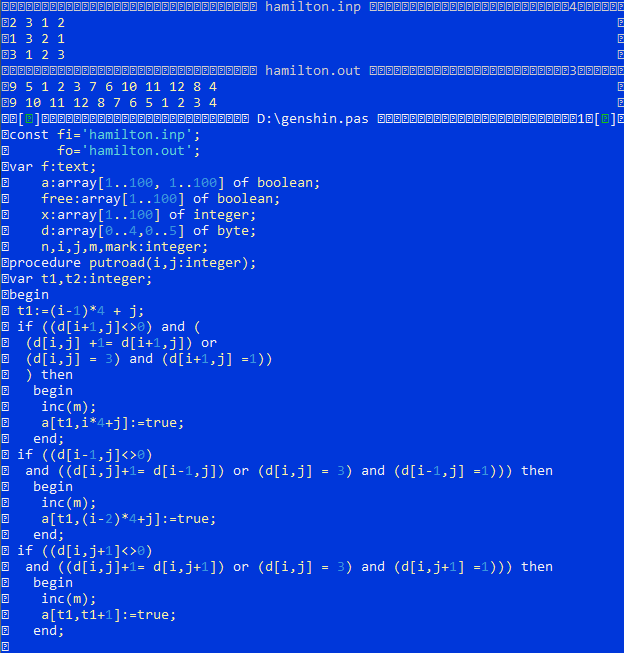 hamilton.inp 4
2 3 1 2
1 3 2 1
3 1 2 3
hamilton.out 3
9 5 1 2 3 7 6 10 11 12 8 4
9 10 11 12 8 7 6 5 1 2 3 4
[ ] D:\genshin.pas 1 [ ]
const fi='hamilton.inp';
fo='hamilton.out';
var f:text;
a:array[1..100, 1..100] of boolean;
free:array[1..100] of boolean;
x:array[1..100] of integer;
d:array[0..4,0..5] of byte;
n,i,j,m,mark:integer;
procedure putroad(i,j:integer);
var t1,t2:integer;
begin
t1:=(i-1)*4 + j;
if ((d[i+1,j]<>0) and (
(d[i,j] +1= d[i+1,j]) or
(d[i,j] = 3) and (d[i+1,j] =1))
) then
begin
inc(m);
a[t1,i*4+j]:=true;
end;
if ((d[i-1,j]<>0)
and ((d[i,j]+1= d[i-1,j]) or (d[i,j] = 3) and (d[i-1,j] =1))) then
begin
inc(m);
a[t1,(i-2)*4+j]:=true;
end;
if ((d[i,j+1]<>0)
and ((d[i,j]+1= d[i,j+1]) or (d[i,j] = 3) and (d[i,j+1] =1))) then
begin
inc(m);
a[t1,t1+1]:=true;
end;